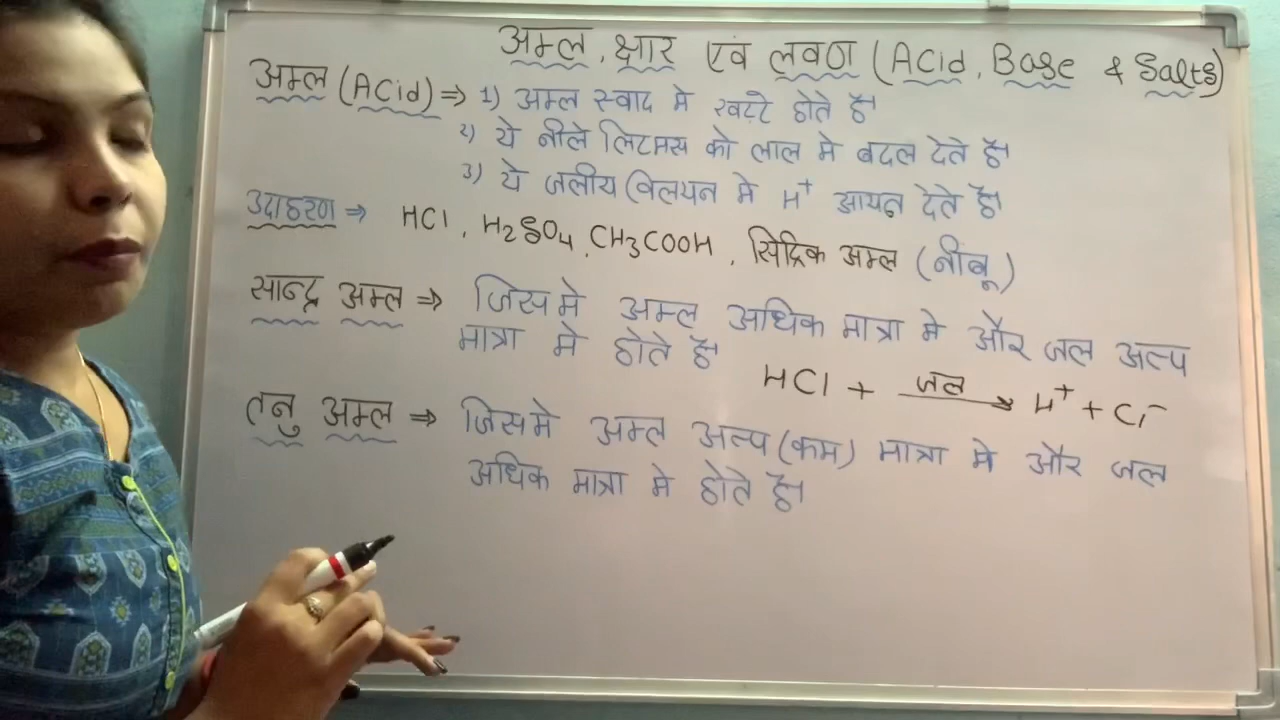 अम्ल, क्षार एवं लवण (Acid, Base & Salts)
अम्ल (Acid) ⇒ 1) अम्ल स्वाद मे खट्टे होते है।
2) ये नीले लिटमस को लाल मे बदल देते है।
3) ये जलीय विलयन मे H⁺ आयन देते है।
उदाहरण ⇒ HCl, H₂SO₄, CH₃COOH, सिट्रिक अम्ल (नींबू)
सान्द्र अम्ल ⇒ जिसमे अम्ल अधिक मात्रा मे और जल अल्प
मात्रा मे होते है।
HCl + जल → H⁺ + Cl⁻
तनु अम्ल ⇒ जिसमे अम्ल अल्प (कम) मात्रा मे और जल
अधिक मात्रा मे होते है।